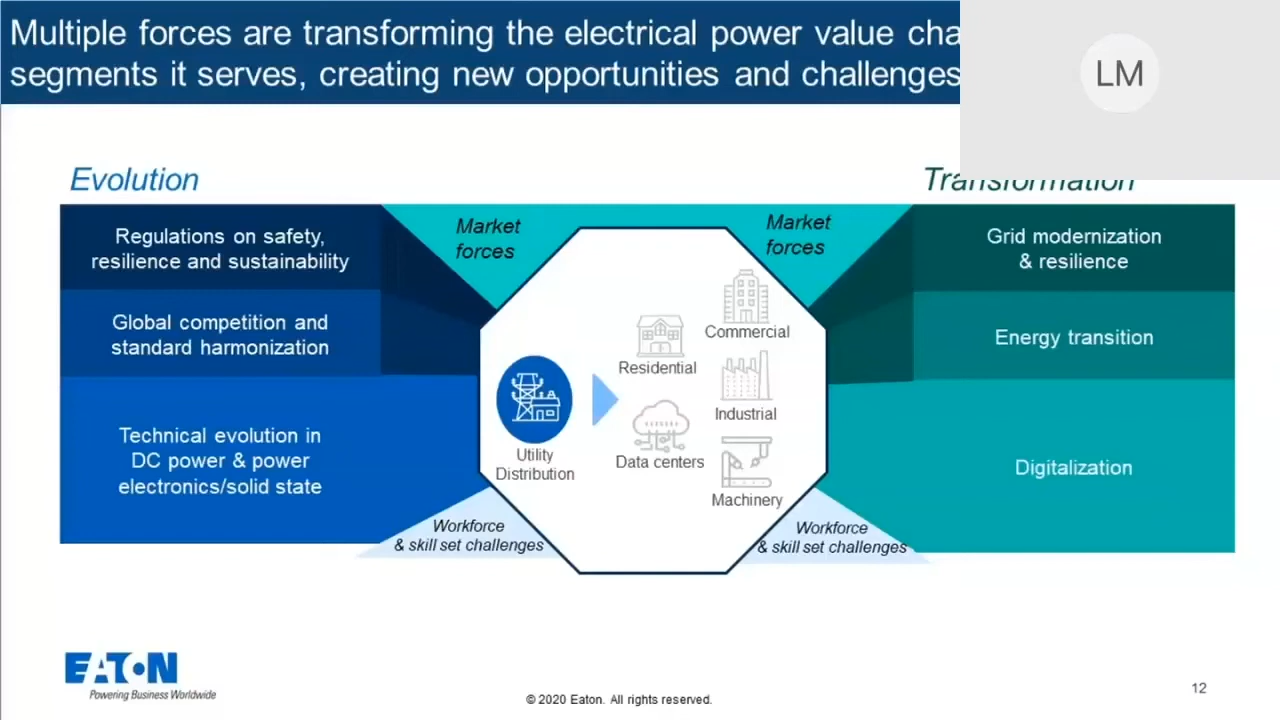 Multiple forces are transforming the electrical power value
segments it serves, creating new opportunities and challenges
LM
Evolution
Transformation
Regulations on safety,
resilience and sustainability
Global competition and
standard harmonization
Technical evolution in
DC power & power
electronics/solid state
Market
forces
Market
forces
Commercial
Residential
Industrial
Utility
Distribution
Data centers
Machinery
Workforce
& skill set challenges
Workforce
& skill set challenges
Grid modernization
& resilience
Energy transition
Digitalization
EATON
Powering Business Worldwide
© 2020 Eaton. All rights reserved.
12